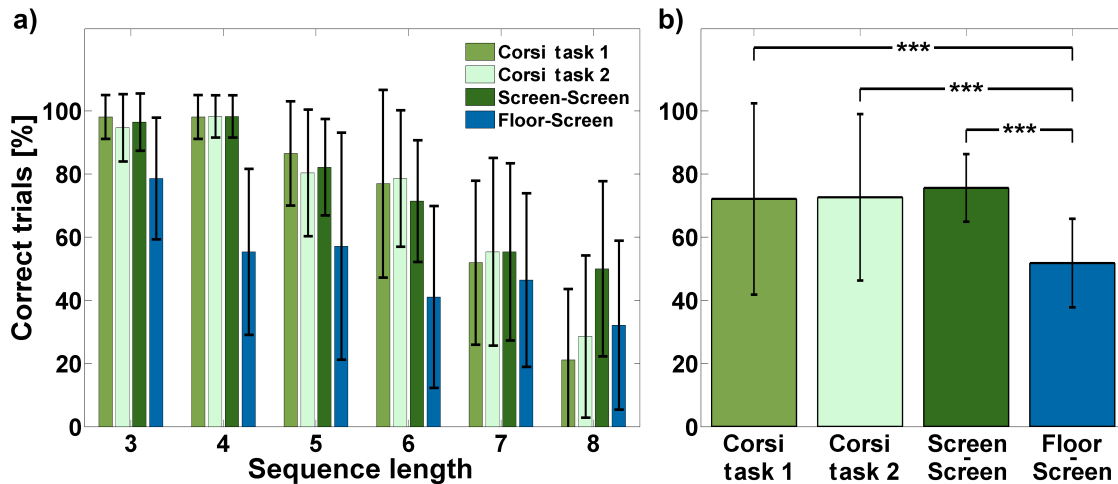 a)
Corsi task 1
Corsi task 2
Screen-Screen
Floor-Screen
Correct trials [%]
100
80
60
40
20
0
3 4 5 6 7 8
Sequence length
b)
***
***
***
100
80
60
40
20
0
Corsi task 1
Corsi task 2
Screen - Screen
Floor - Screen